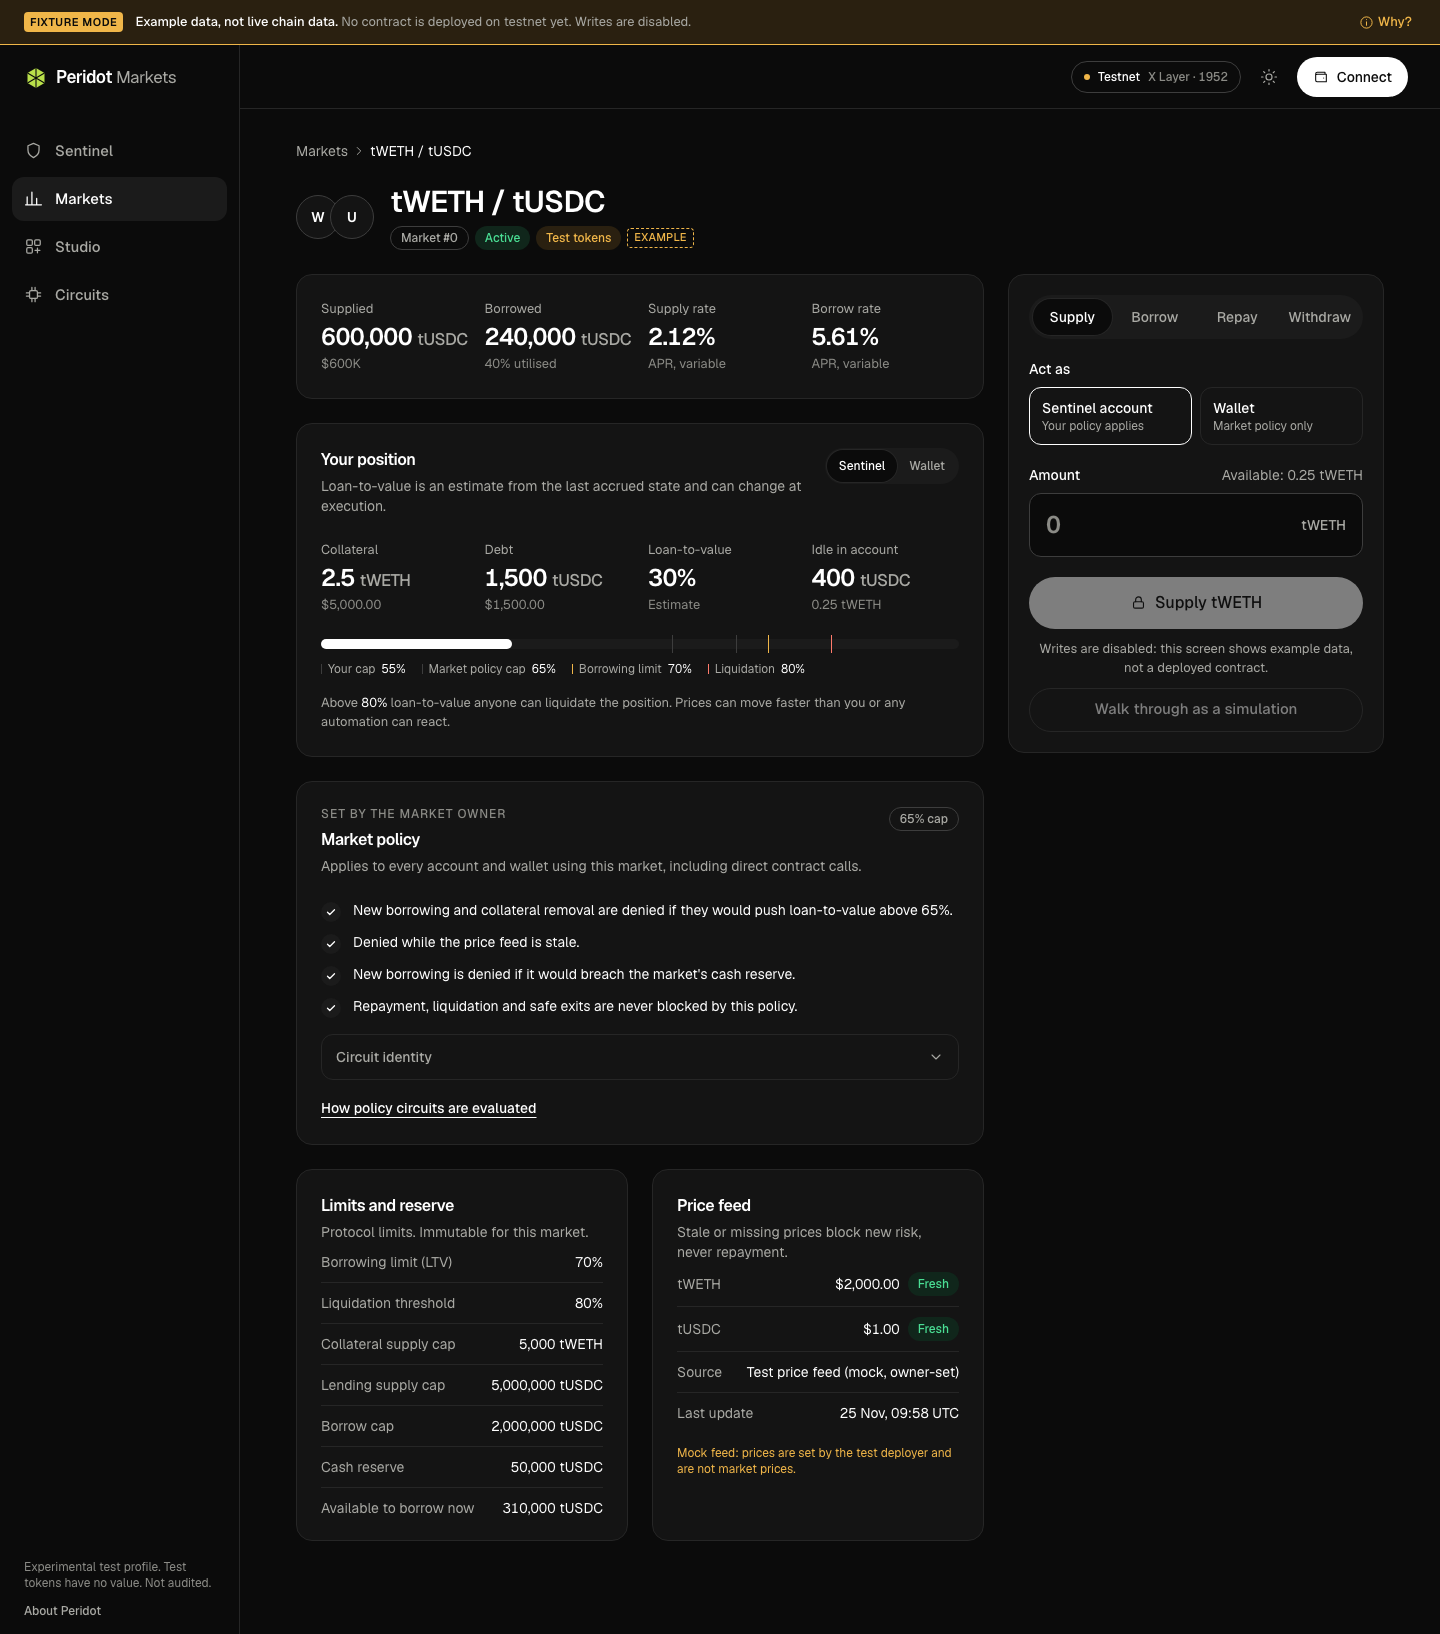 FIXTURE MODE Example data, not live chain data. No contract is deployed on testnet yet. Writes are disabled. Why?
Peridot Markets
Testnet X Layer · 1952 Connect
Sentinel
Markets
Studio
Circuits
Markets > tWETH / tUSDC
W U
tWETH / tUSDC
Market #0 Active Test tokens EXAMPLE
Supplied Borrowed Supply rate Borrow rate
600,000 tUSDC 240,000 tUSDC 2.12% 5.61%
$600K 40% utilised APR, variable APR, variable
Your position
Sentinel Wallet
Loan-to-value is an estimate from the last accrued state and can change at
execution.
Collateral Debt Loan-to-value Idle in account
2.5 tWETH 1,500 tUSDC 30% 400 tUSDC
$5,000.00 $1,500.00 Estimate 0.25 tWETH
Your cap 55% Market policy cap 65% Borrowing limit 70% Liquidation 80%
Above 80% loan-to-value anyone can liquidate the position. Prices can move faster than you or any
automation can react.
SET BY THE MARKET OWNER
65% cap
Market policy
Applies to every account and wallet using this market, including direct contract calls.
New borrowing and collateral removal are denied if they would push loan-to-value above 65%.
Denied while the price feed is stale.
New borrowing is denied if it would breach the market's cash reserve.
Repayment, liquidation and safe exits are never blocked by this policy.
Circuit identity
How policy circuits are evaluated
Limits and reserve
Protocol limits. Immutable for this market.
Borrowing limit (LTV) 70%
Liquidation threshold 80%
Collateral supply cap 5,000 tWETH
Lending supply cap 5,000,000 tUSDC
Borrow cap 2,000,000 tUSDC
Cash reserve 50,000 tUSDC
Available to borrow now 310,000 tUSDC
Price feed
Stale or missing prices block new risk,
never repayment.
tWETH $2,000.00 Fresh
tUSDC $1.00 Fresh
Source Test price feed (mock, owner-set)
Last update 25 Nov, 09:58 UTC
Mock feed: prices are set by the test deployer and
are not market prices.
Supply Borrow Repay Withdraw
Act as
Sentinel account Wallet
Your policy applies Market policy only
Amount Available: 0.25 tWETH
0 tWETH
Supply tWETH
Writes are disabled: this screen shows example data,
not a deployed contract.
Walk through as a simulation
Experimental test profile. Test
tokens have no value. Not audited.
About Peridot